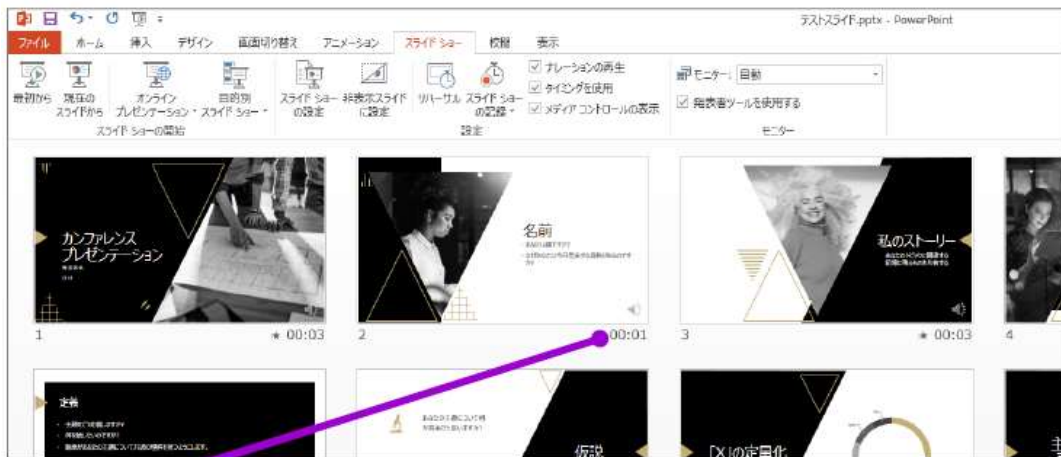 テストスライド.pptx - PowerPoint
ファイル ホーム 挿入 デザイン 画面切り替え アニメーション スライド ショー 校閲 表示
最初から 現在の
スライドから オンライン
プレゼンテーション 目的別
スライド ショー
スライド ショーの開始
スライド ショー
の設定 非表示スライド
に設定 リハーサル スライド ショー
の記録
ナレーションの再生
タイミングを使用
メディア コントロールの表示
設定
モニター: 自動
発表者ツールを使用する
モニター
カンファレンス
プレゼンテーション
1
00:03
名前
2
00:01
私のストーリー
3
00:03
4
定義
仮説
「X」の定量化